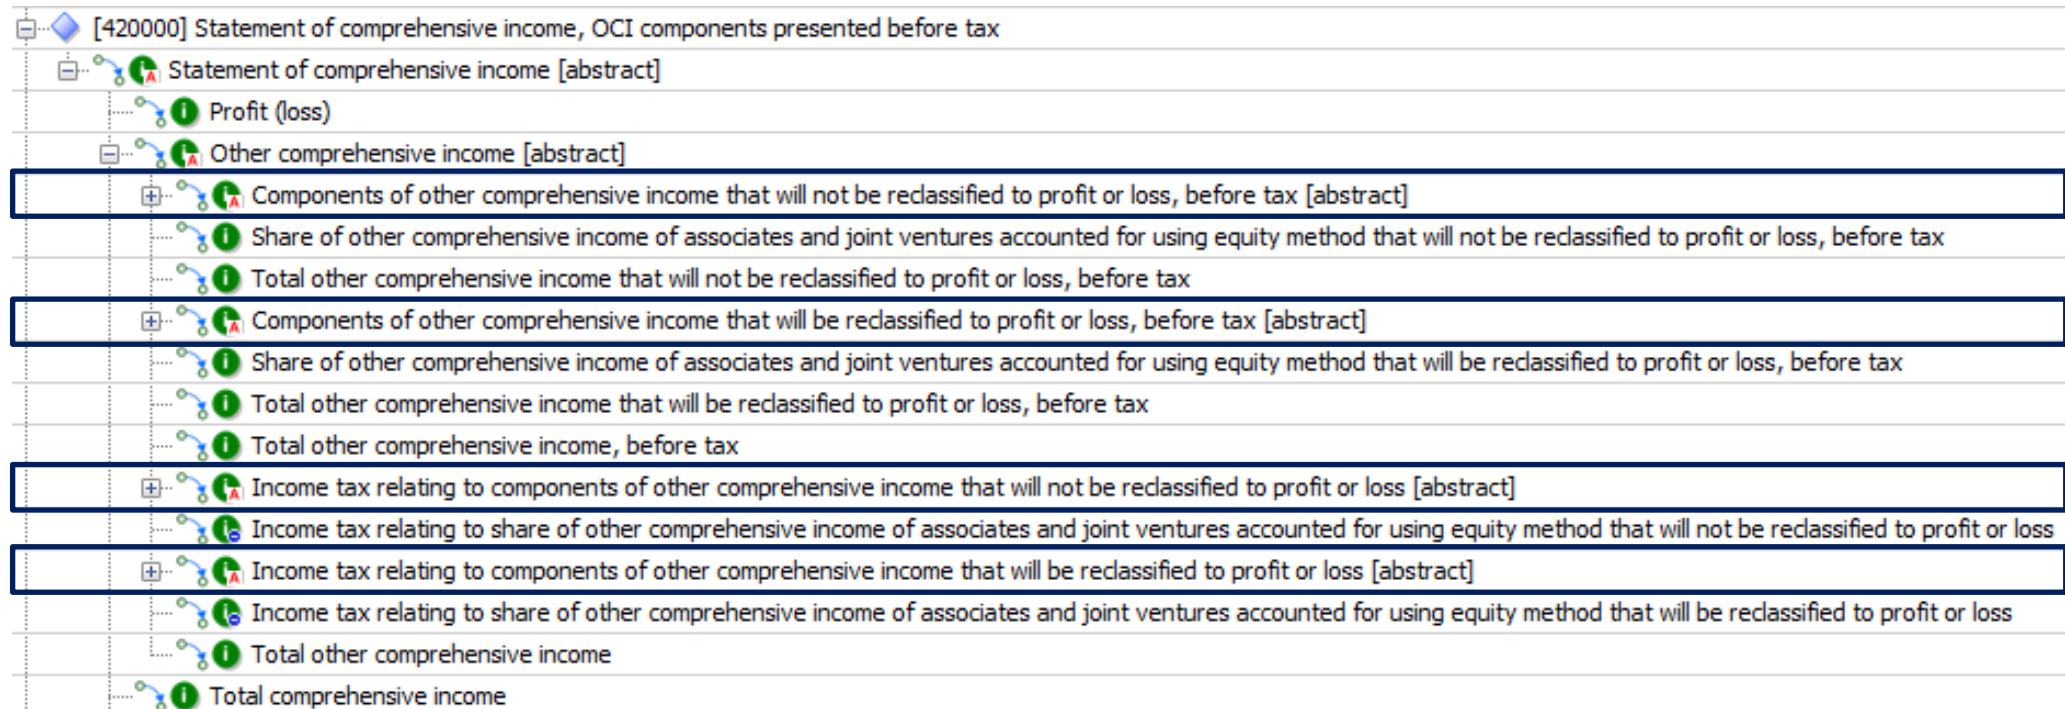 [420000] Statement of comprehensive income, OCI components presented before tax
Statement of comprehensive income [abstract]
Profit (loss)
Other comprehensive income [abstract]
Components of other comprehensive income that will not be reclassified to profit or loss, before tax [abstract]
Share of other comprehensive income of associates and joint ventures accounted for using equity method that will not be reclassified to profit or loss, before tax
Total other comprehensive income that will not be reclassified to profit or loss, before tax
Components of other comprehensive income that will be reclassified to profit or loss, before tax [abstract]
Share of other comprehensive income of associates and joint ventures accounted for using equity method that will be reclassified to profit or loss, before tax
Total other comprehensive income that will be reclassified to profit or loss, before tax
Total other comprehensive income, before tax
Income tax relating to components of other comprehensive income that will not be reclassified to profit or loss [abstract]
Income tax relating to share of other comprehensive income of associates and joint ventures accounted for using equity method that will not be reclassified to profit or loss
Income tax relating to components of other comprehensive income that will be reclassified to profit or loss [abstract]
Income tax relating to share of other comprehensive income of associates and joint ventures accounted for using equity method that will be reclassified to profit or loss
Total other comprehensive income
Total comprehensive income